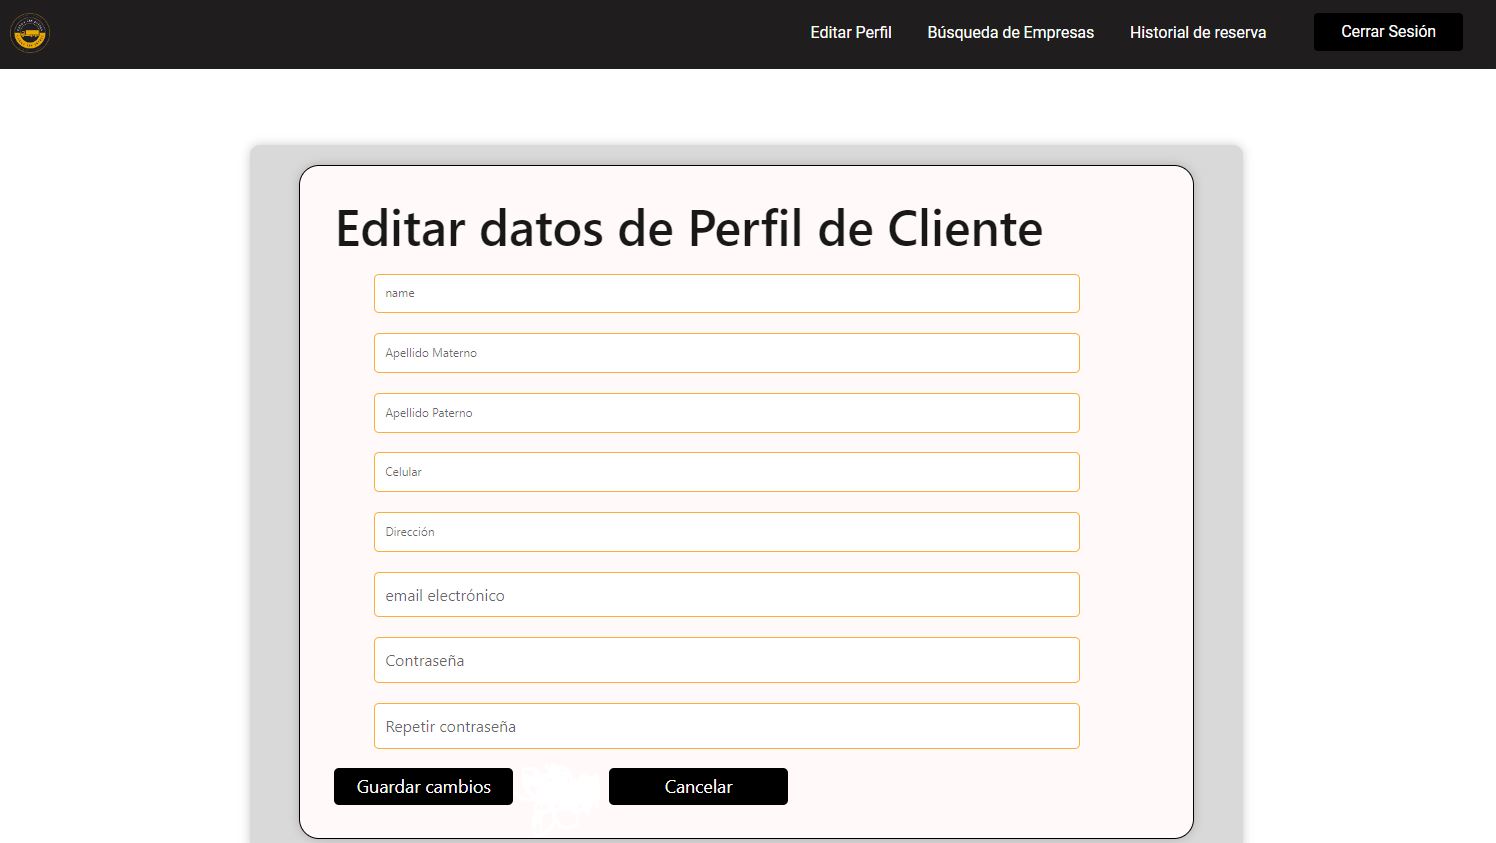 Editar Perfil Búsqueda de Empresas Historial de reserva Cerrar Sesión
Editar datos de Perfil de Cliente
name
Apellido Materno
Apellido Paterno
Celular
Dirección
email electrónico
Contraseña
Repetir contraseña
Guardar cambios Cancelar